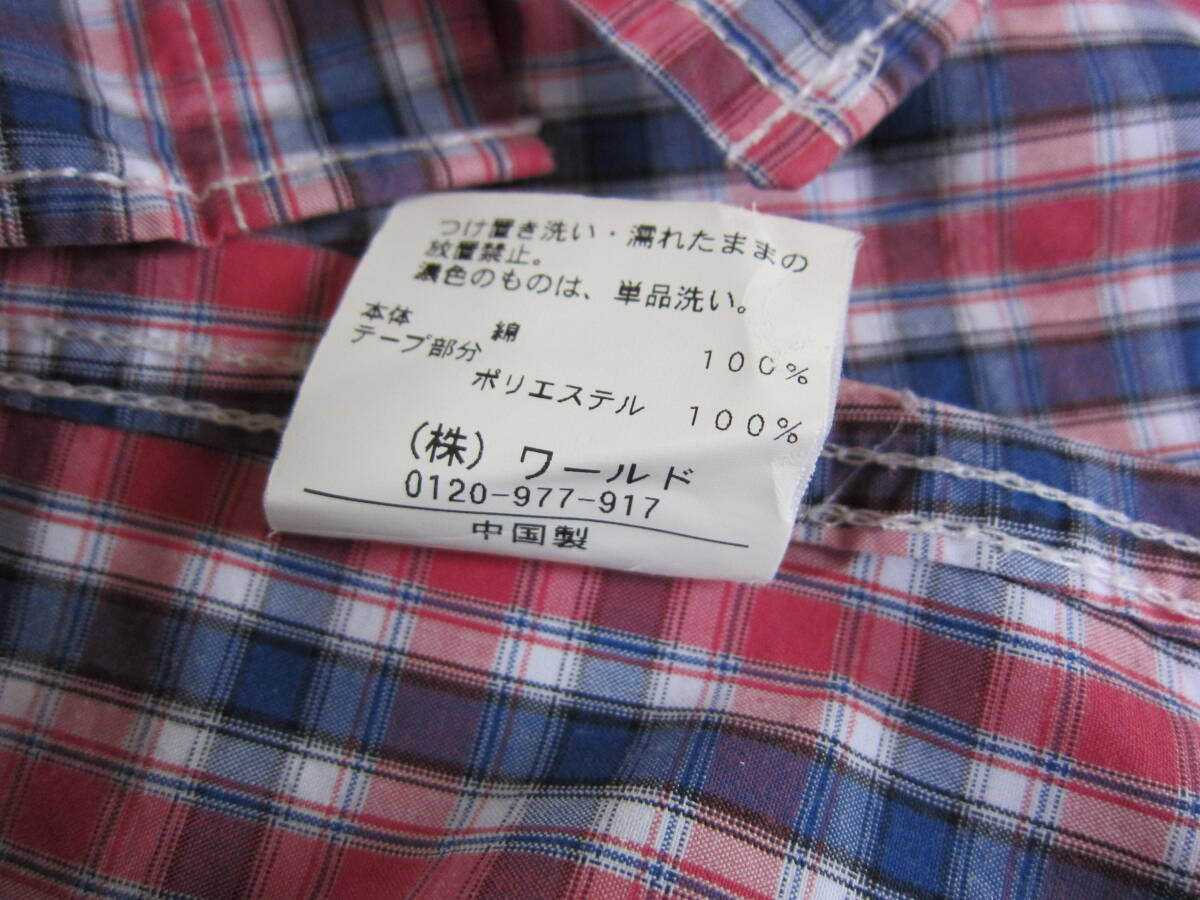 つけ置き洗い・濡れたままの
放置禁止。
濃色のものは、単品洗い。
本体 綿 100%
テープ部分
ポリエステル 100%
(株) ワールド
0120-977-917
中国製